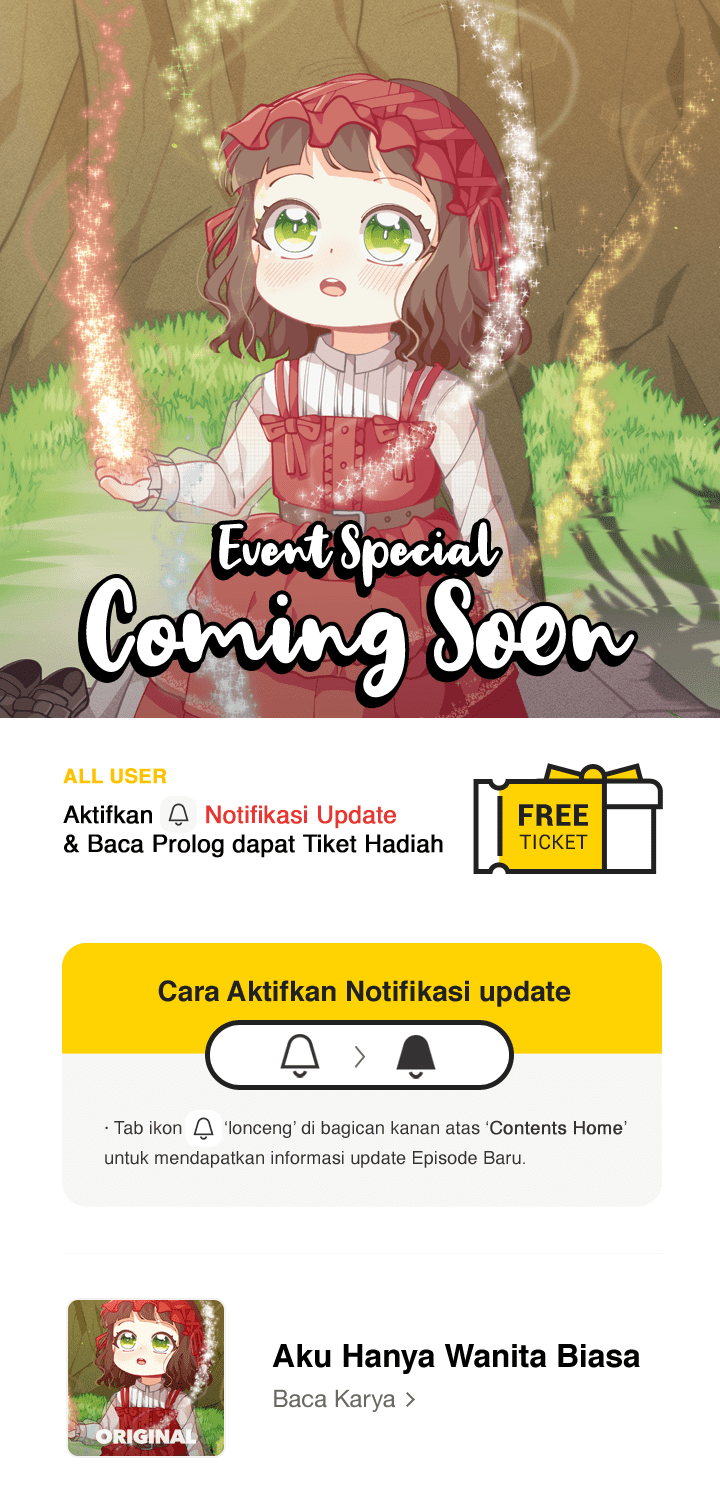 Event Special
Coming Soon
ALL USER
Aktifkan Notifikasi Update
& Baca Prolog dapat Tiket Hadiah
FREE
TICKET
Cara Aktifkan Notifikasi update
· Tab ikon ‘lonceng’ di bagican kanan atas ‘Contents Home’
untuk mendapatkan informasi update Episode Baru.
ORIGINAL
Aku Hanya Wanita Biasa
Baca Karya >